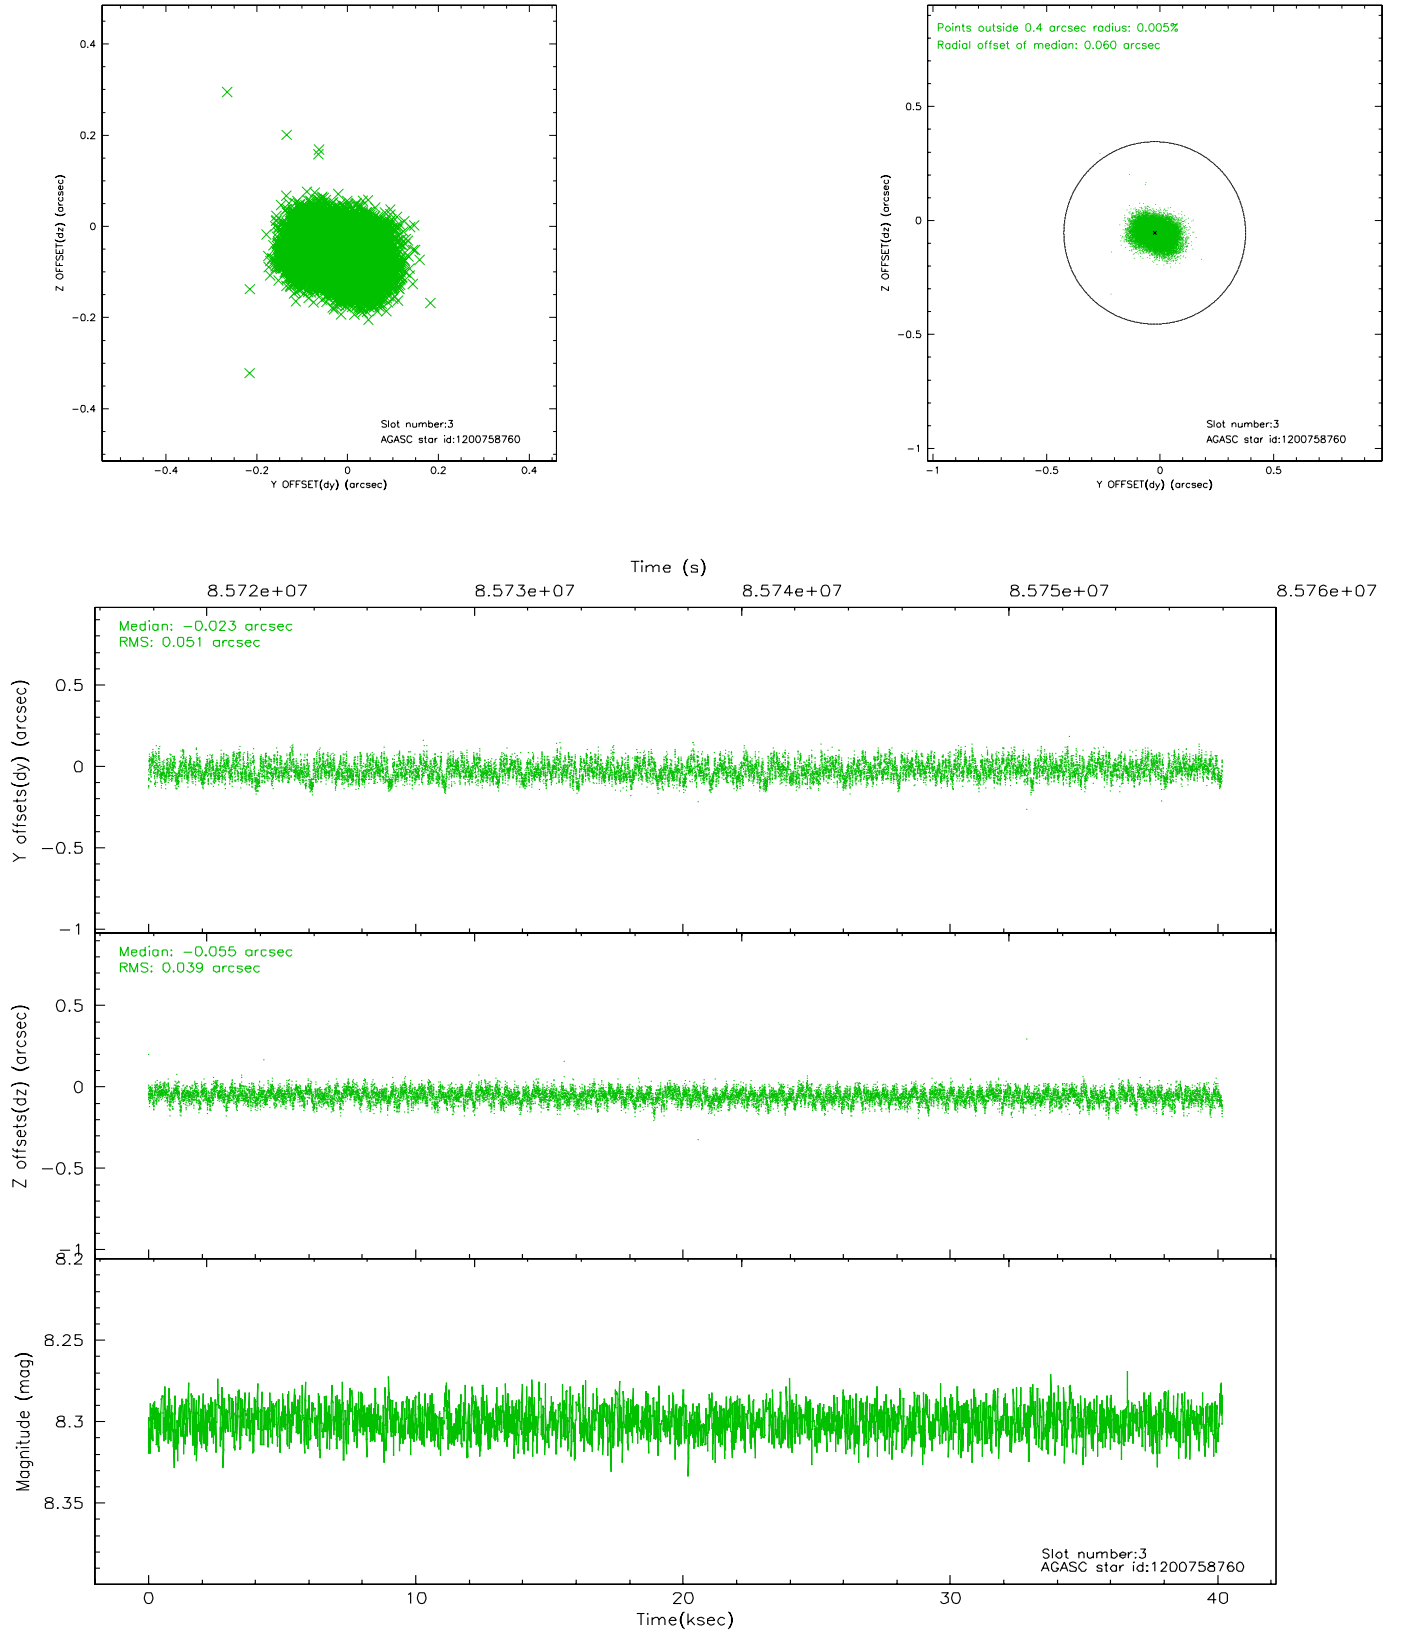 0.4
0.2
0
−0.2
−0.4
Z OFFSET(dz) (arcsec)
Slot number:3
AGASC star id:1200758760
−0.4 −0.2 0 0.2 0.4
Y OFFSET(dy) (arcsec)
Points outside 0.4 arcsec radius: 0.005%
Radial offset of median: 0.060 arcsec
0.5
0
−0.5
−1
Z OFFSET(dz) (arcsec)
Slot number:3
AGASC star id:1200758760
−1 −0.5 0 0.5
Y OFFSET(dy) (arcsec)
Time (s)
8.572e+07 8.573e+07 8.574e+07 8.575e+07 8.576e+07
Median: −0.023 arcsec
RMS: 0.051 arcsec
0.5
0
−0.5
−1
Y offsets(dy) (arcsec)
Median: −0.055 arcsec
RMS: 0.039 arcsec
0.5
0
−0.5
−1
Z offsets(dz) (arcsec)
8.2
8.25
8.3
8.35
Magnitude (mag)
Slot number:3
AGASC star id:1200758760
0 10 20 30 40
Time(ksec)